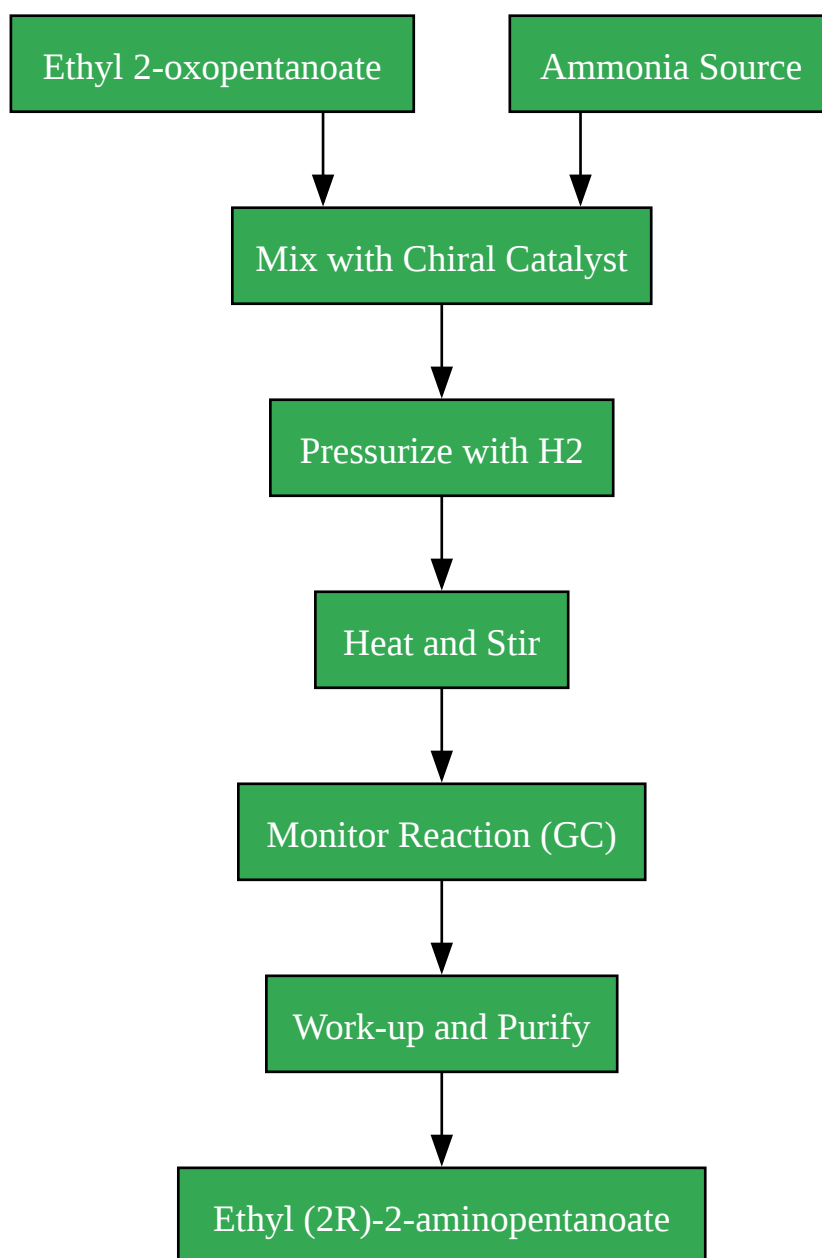 Ethyl 2-oxopentanoate
Ammonia Source
Mix with Chiral Catalyst
Pressurize with H2
Heat and Stir
Monitor Reaction (GC)
Work-up and Purify
Ethyl (2R)-2-aminopentanoate